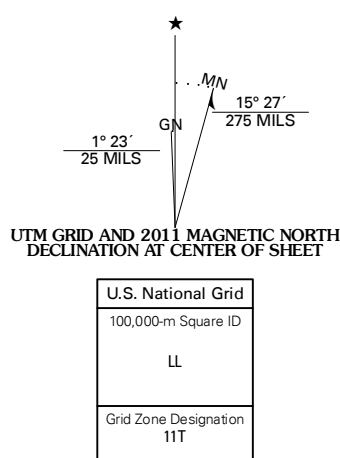 MN
GN
15° 27´
275 MILS
1° 23´
25 MILS
UTM GRID AND 2011 MAGNETIC NORTH
DECLINATION AT CENTER OF SHEET
U.S. National Grid
100,000-m Square ID
LL
Grid Zone Designation
11T